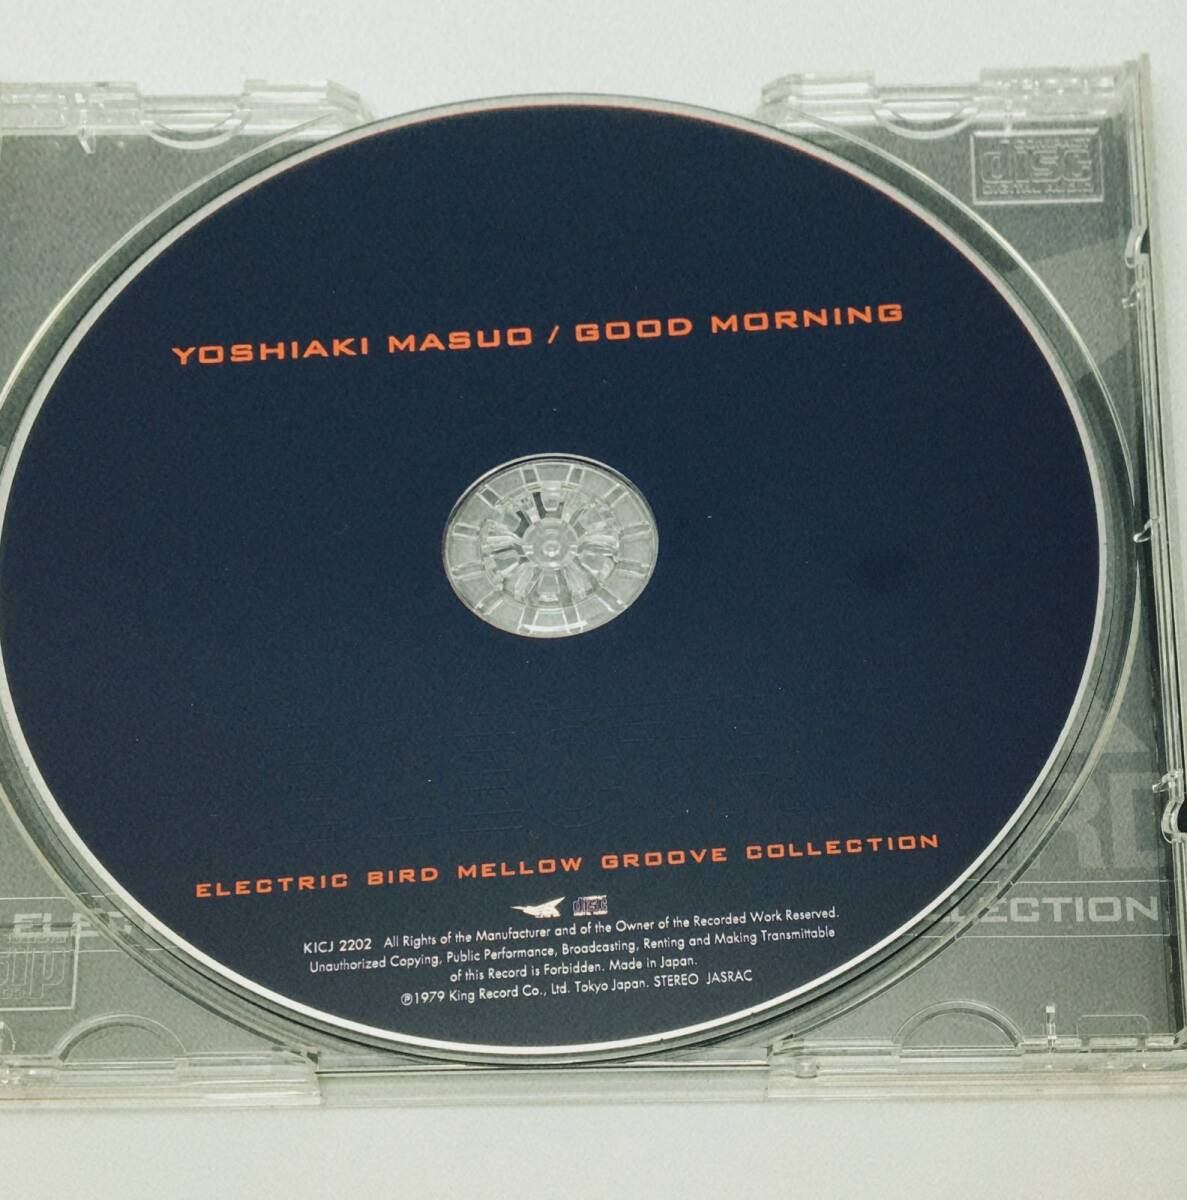 COMPACT
disc
DIGITAL AUDIO
YOSHIAKI MASUO / GOOD MORNING
ELECTRIC BIRD MELLOW GROOVE COLLECTION
disc
KICJ 2202 All Rights of the Manufacturer and of the Owner of the Recorded Work Reserved.
Unauthorized Copying, Public Performance, Broadcasting, Renting and Making Transmittable
of this Record is Forbidden. Made in Japan.
℗1979 King Record Co., Ltd. Tokyo Japan. STEREO JASRAC